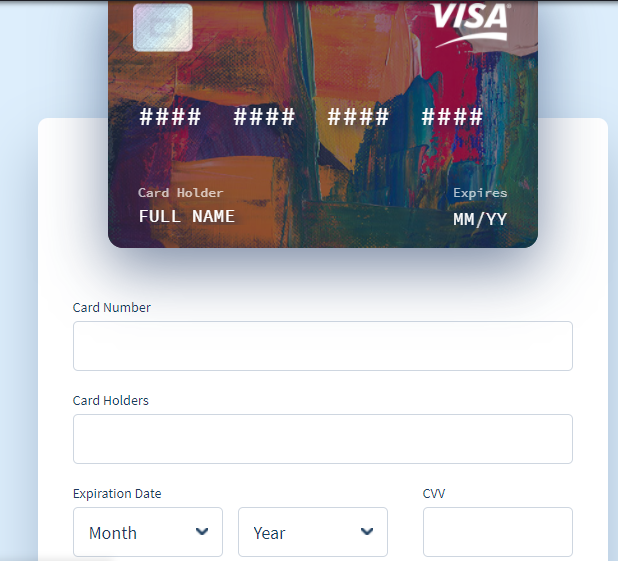 VISA
#### #### #### ####
Card Holder Expires
FULL NAME MM/YY
Card Number
Card Holders
Expiration Date CVV
Month Year